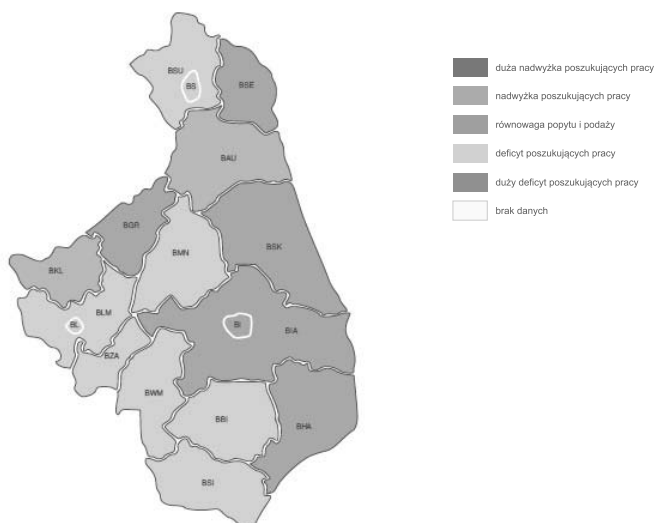 BSU
BS
BSE
BAU
BGR
BMN
BSK
BKL
BL
BLM
BI
BIA
BZA
BWM
BBI
BHA
BSI
duża nadwyżka poszukujących pracy
nadwyżka poszukujących pracy
równowaga popytu i podaży
deficyt poszukujących pracy
duży deficyt poszukujących pracy
brak danych